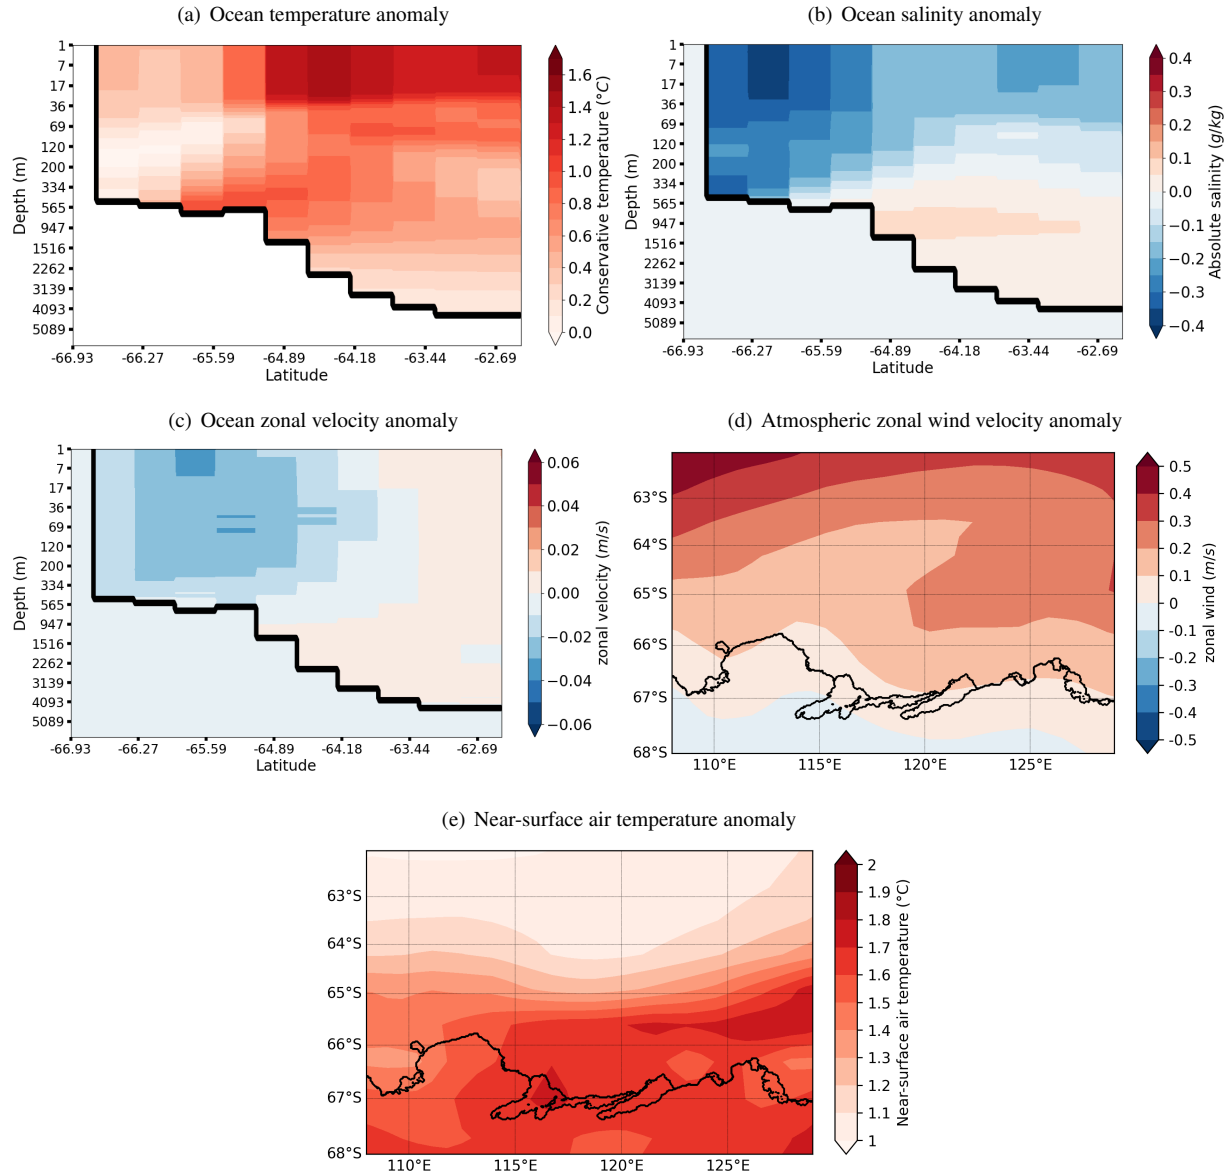 (a) Ocean temperature anomaly
1
7
17
36
69
120
200
334
565
947
1516
2262
3139
4093
5089
Depth (m)
-66.93 -66.27 -65.59 -64.89 -64.18 -63.44 -62.69
Latitude
1.6
1.4
1.2
1.0
0.8
0.6
0.4
0.2
0.0
Conservative temperature (°C)
(b) Ocean salinity anomaly
1
7
17
36
69
120
200
334
565
947
1516
2262
3139
4093
5089
Depth (m)
-66.93 -66.27 -65.59 -64.89 -64.18 -63.44 -62.69
Latitude
0.4
0.3
0.2
0.1
0.0
−0.1
−0.2
−0.3
−0.4
Absolute salinity (g/kg)
(c) Ocean zonal velocity anomaly
1
7
17
36
69
120
200
334
565
947
1516
2262
3139
4093
5089
Depth (m)
-66.93 -66.27 -65.59 -64.89 -64.18 -63.44 -62.69
Latitude
0.06
0.04
0.02
0.00
−0.02
−0.04
−0.06
zonal velocity (m/s)
(d) Atmospheric zonal wind velocity anomaly
63°S
64°S
65°S
66°S
67°S
68°S
110°E 115°E 120°E 125°E
0.5
0.4
0.3
0.1
0
-0.1
-0.3
-0.4
-0.5
zonal wind (m/s)
(e) Near-surface air temperature anomaly
63°S
64°S
65°S
66°S
67°S
68°S
110°E 115°E 120°E 125°E
2
1.9
1.8
1.7
1.6
1.5
1.4
1.3
1.2
1.1
1
Near-surface air temperature (°C)